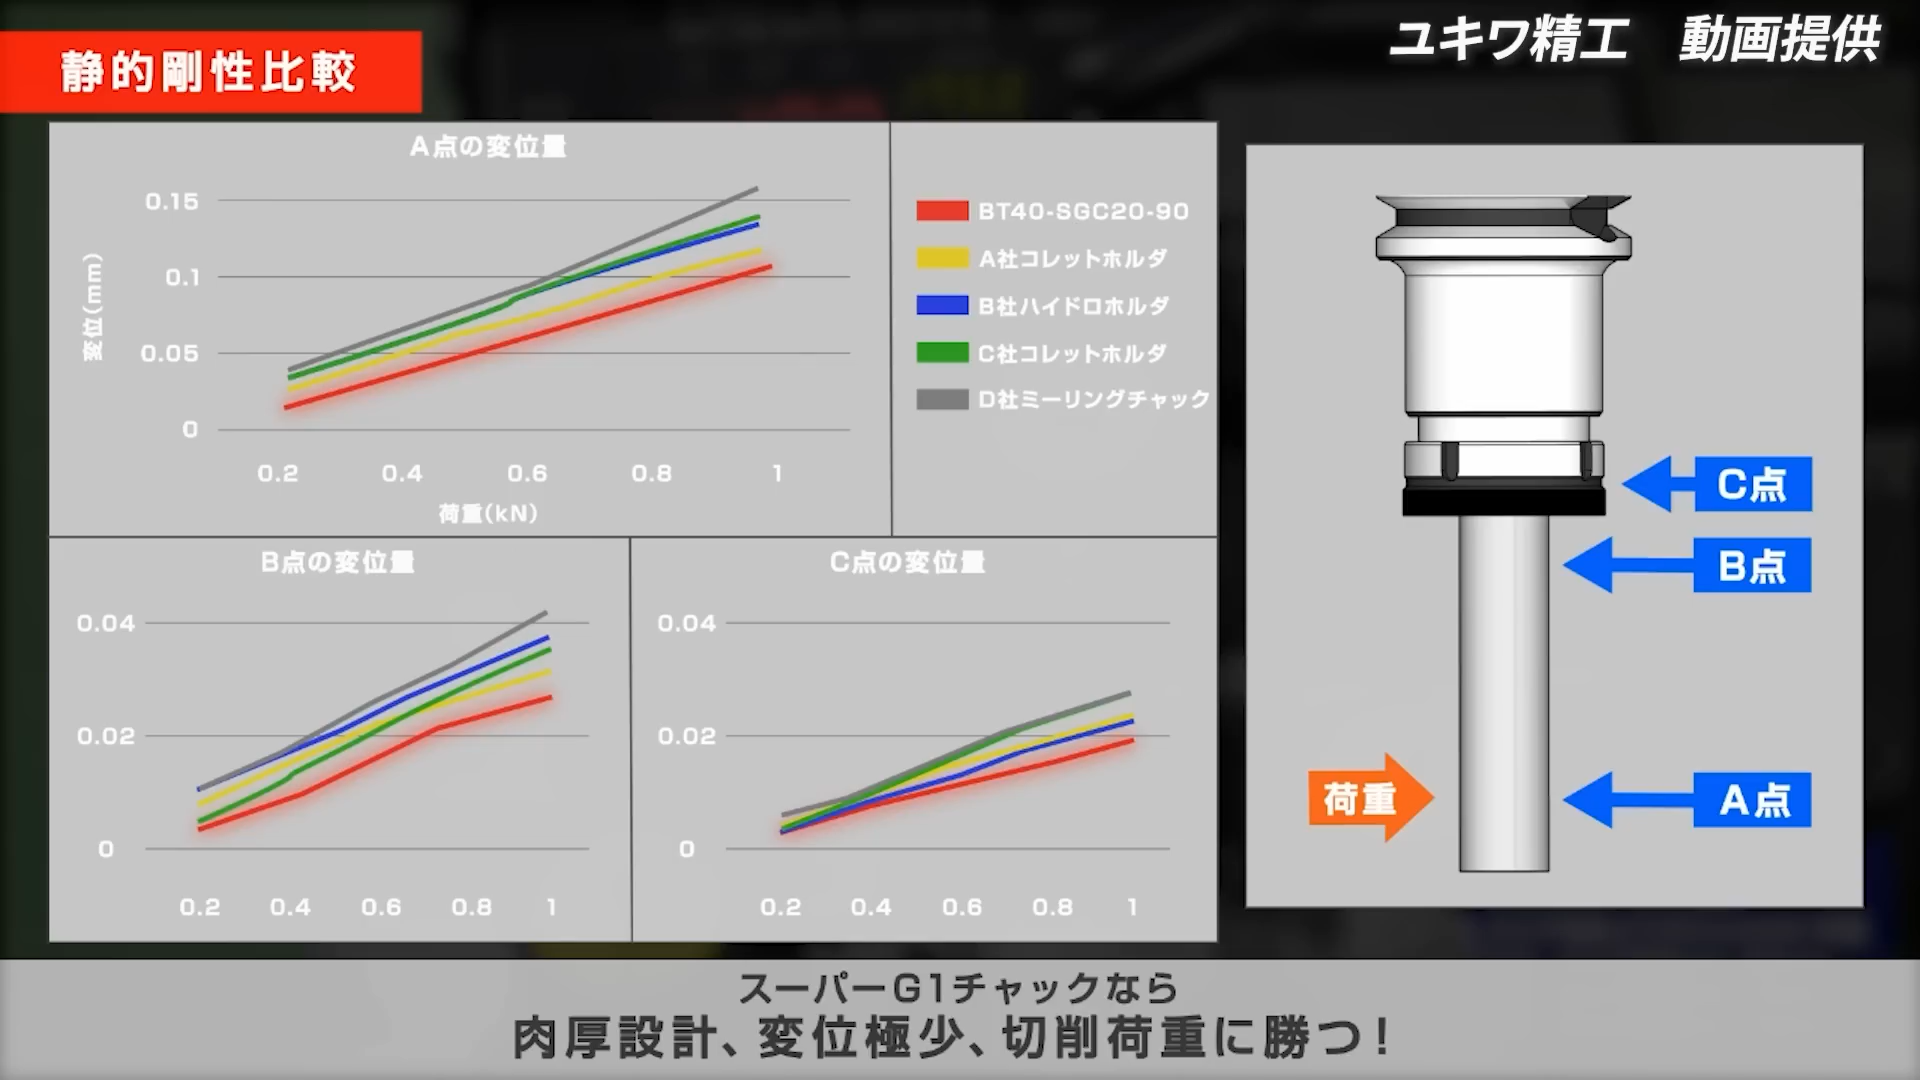 ユキワ精工　動画提供
静的剛性比較
A点の変位量
変位(mm)
0.15
0.1
0.05
0
0.2 0.4 0.6 0.8 1
荷重(kN)
BT40-SGC20-90
A社コレットホルダ
B社ハイドロホルダ
C社コレットホルダ
D社ミーリングチャック
B点の変位量
0.04
0.02
0
0.2 0.4 0.6 0.8 1
C点の変位量
0.04
0.02
0
0.2 0.4 0.6 0.8 1
C点
B点
荷重
A点
スーパーG1チャックなら
肉厚設計、変位極少、切削荷重に勝つ！